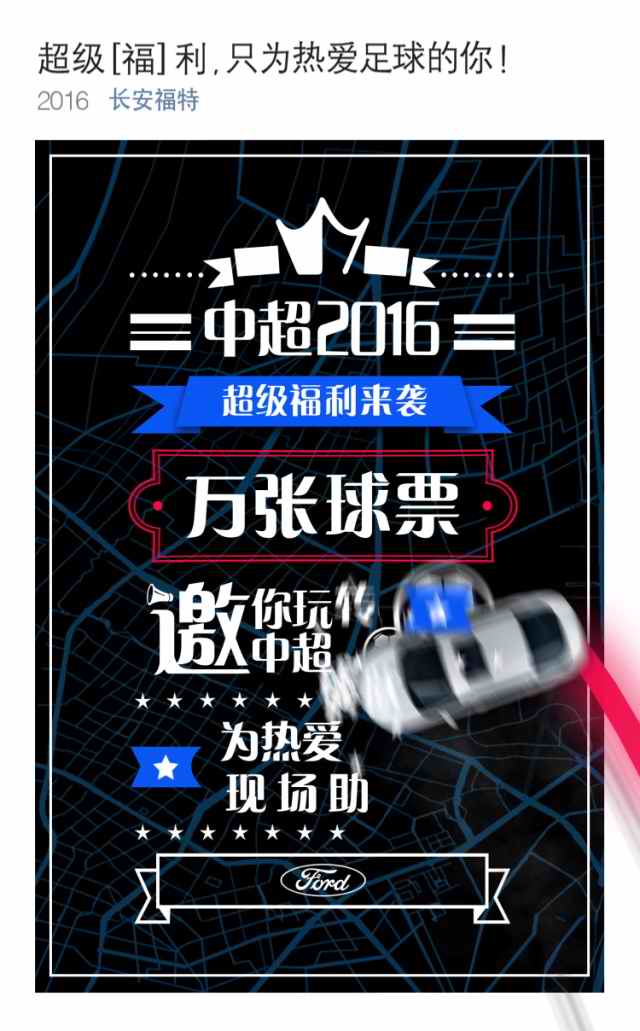 超级[福]利,只为热爱足球的你!
2016 长安福特
中超2016
超级福利来袭
万张球票
邀你玩转
中超
为热爱
现场助
Ford